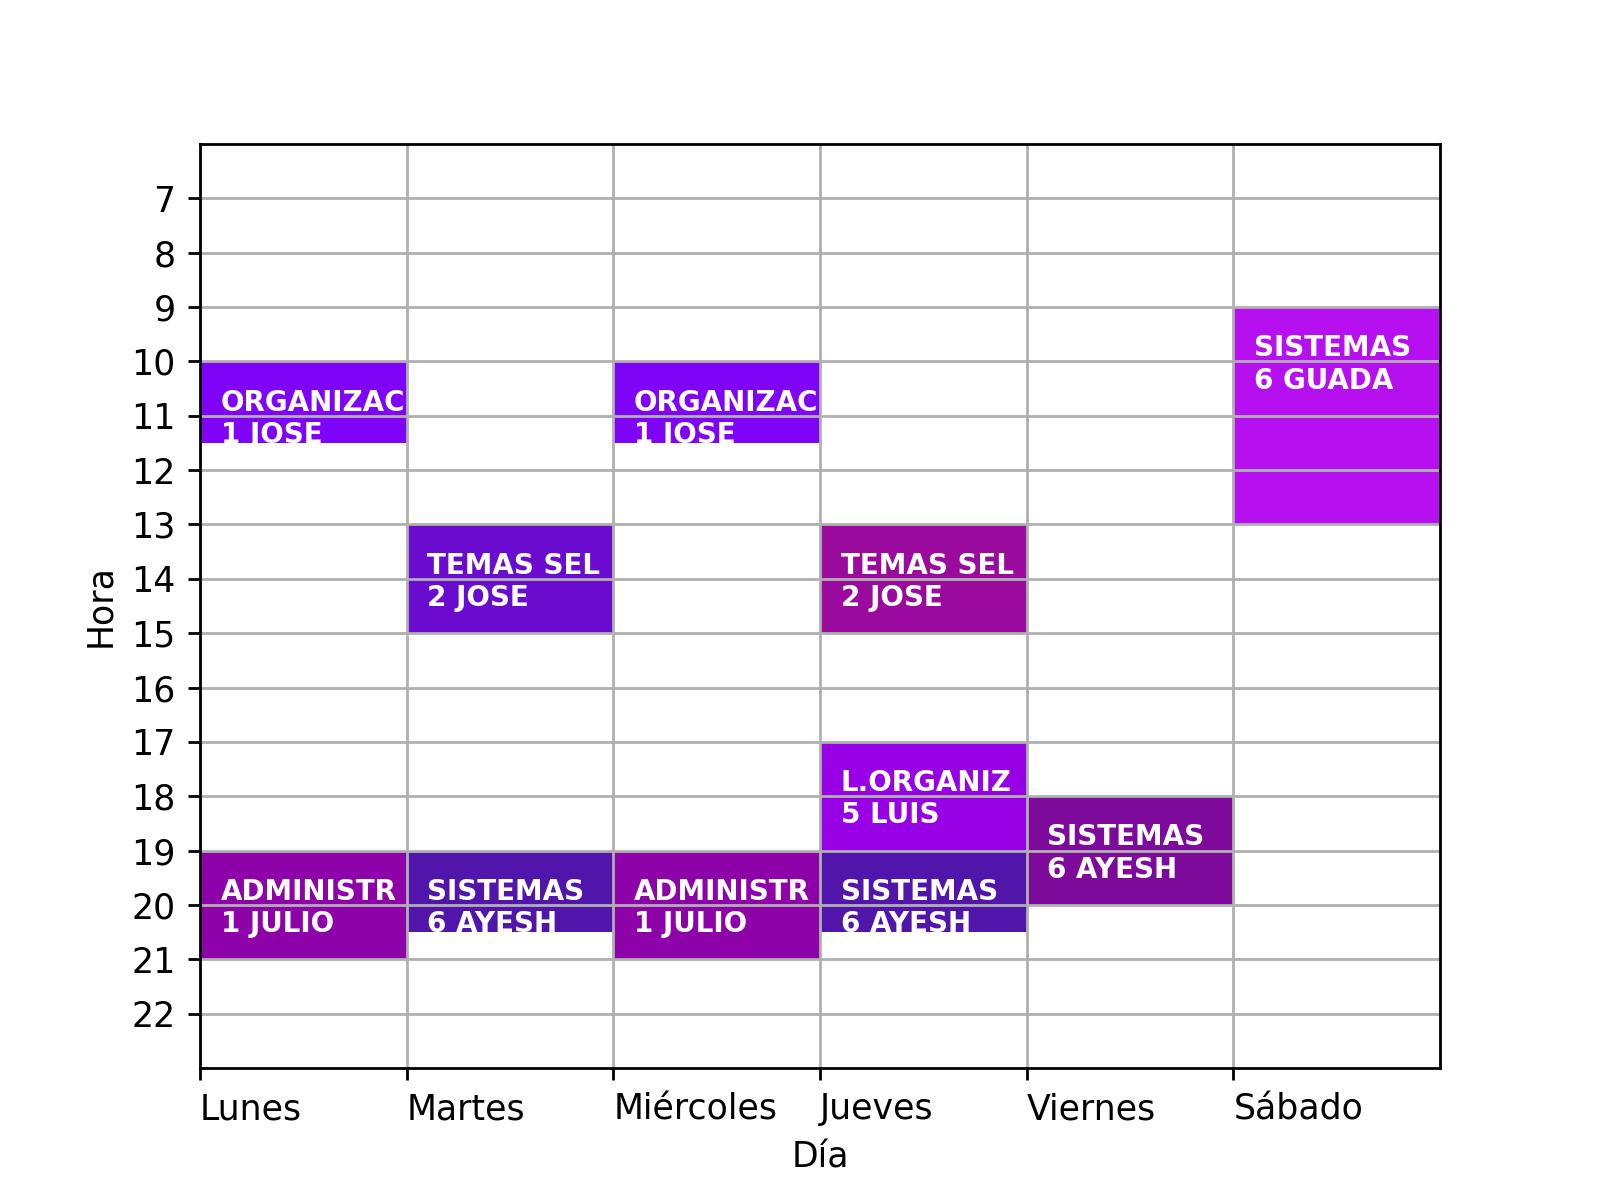 7
8
9
SISTEMAS
10
6 GUADA
ORGANIZAC
ORGANIZAC
11
1 JOSE
1 JOSE
12
13
TEMAS SEL
TEMAS SEL
14
2 JOSE
2 JOSE
Hora
15
16
17
L.ORGANIZ
18
5 LUIS
SISTEMAS
19
6 AYESH
ADMINISTR
SISTEMAS
ADMINISTR
SISTEMAS
20
1 JULIO
6 AYESH
1 JULIO
6 AYESH
21
22
Lunes
Martes
Miércoles
Jueves
Viernes
Sábado
Día